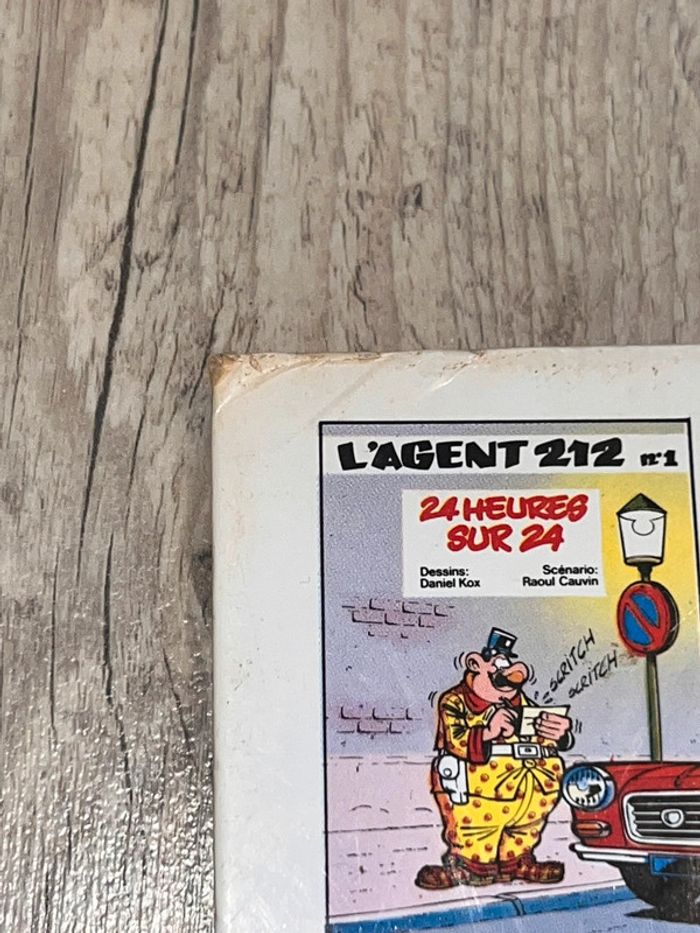 L'AGENT 212 n°1
24 HEURES
SUR 24
Dessins: Scénario:
Daniel Kox Raoul Cauvin
SCRITCH
SCRITCH